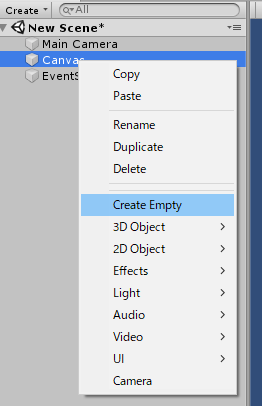 Create
All
New Scene*
Main Camera
Canvas
EventS
Copy
Paste
Rename
Duplicate
Delete
Create Empty
3D Object
2D Object
Effects
Light
Audio
Video
UI
Camera